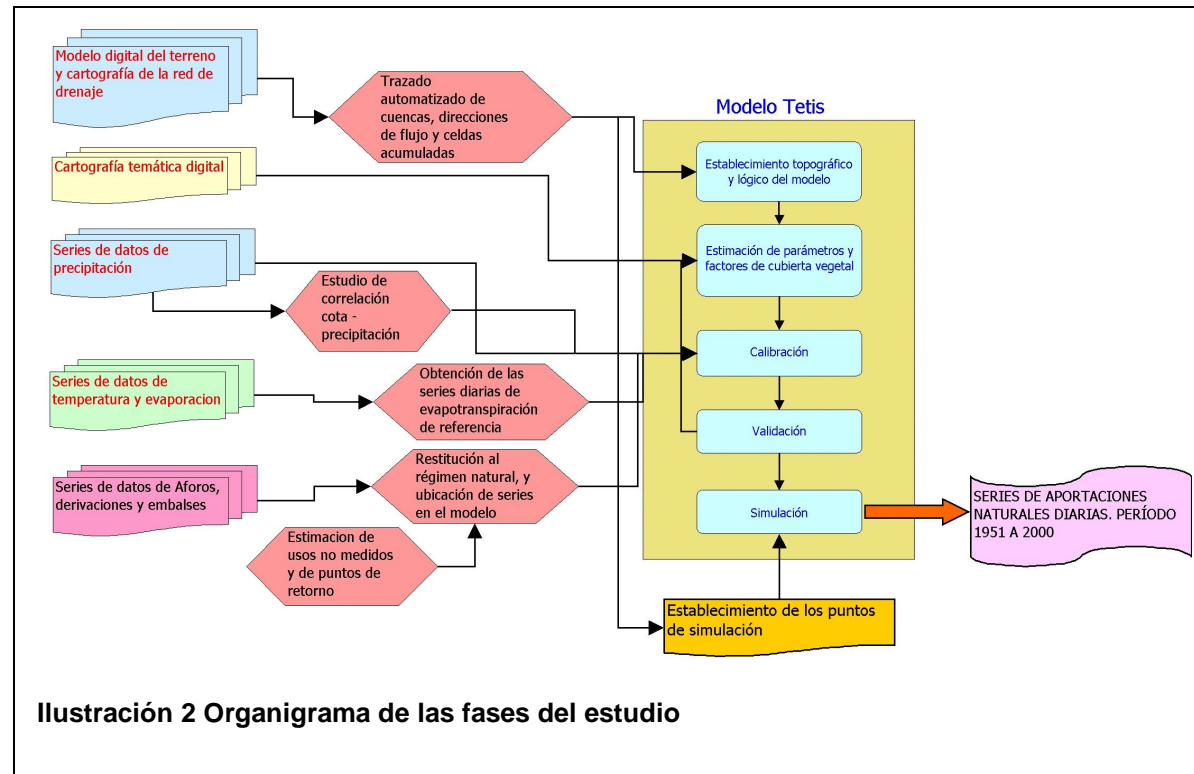 Modelo digital del terreno
y cartografía de la red de
drenaje
Trazado
automatizado de
cuencas, direcciones
de flujo y celdas
acumuladas
Modelo Tetis
Cartografía temática digital
Establecimiento topográfico
y lógico del modelo
Series de datos de
precipitación
Estimación de parámetros y
factores de cubierta vegetal
Estudio de
correlación
cota -
precipitación
Calibración
Series de datos de
temperatura y evaporacion
Obtención de las
series diarias de
evapotranspiración
de referencia
Validación
Series de datos de Aforos,
derivaciones y embalses
Restitución al
régimen natural, y
ubicación de series
en el modelo
Simulación
SERIES DE APORTACIONES
NATURALES DIARIAS. PERÍODO
1951 A 2000
Estimacion de
usos no medidos
y de puntos de
retorno
Establecimiento de los puntos
de simulación
Ilustración 2 Organigrama de las fases del estudio